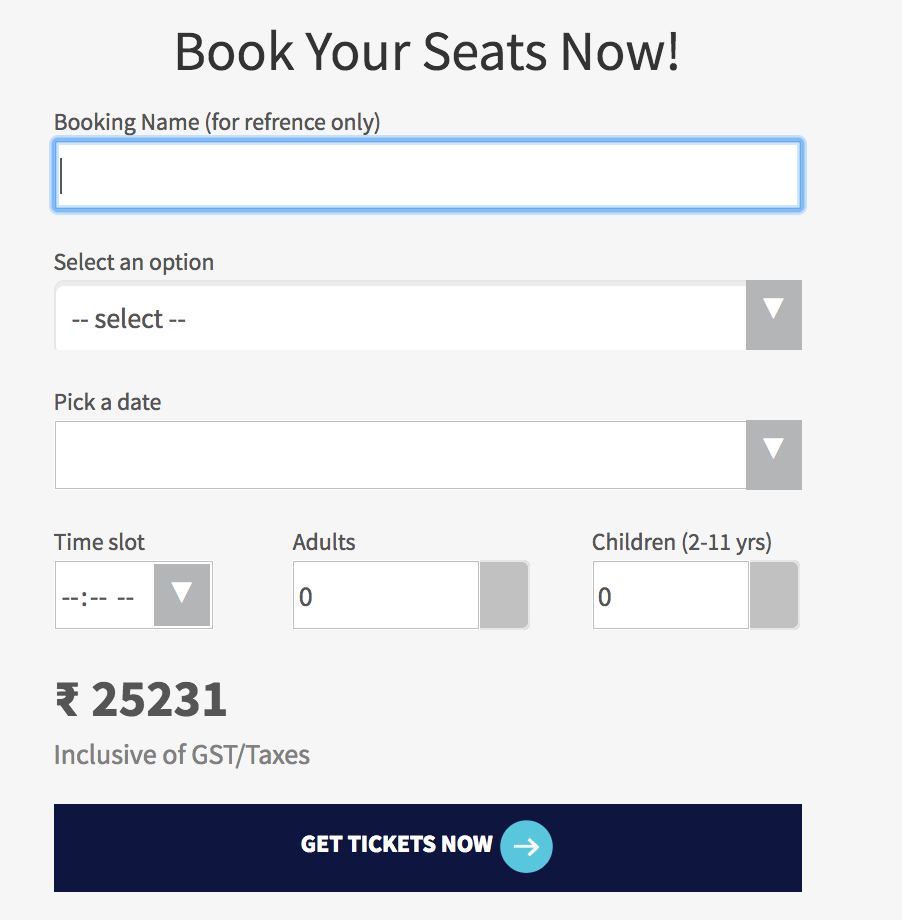 Book Your Seats Now!
Booking Name (for refrence only)
Select an option
-- select --
Pick a date
Time slot Adults Children (2-11 yrs)
--:-- -- 0 0
₹ 25231
Inclusive of GST/Taxes
GET TICKETS NOW